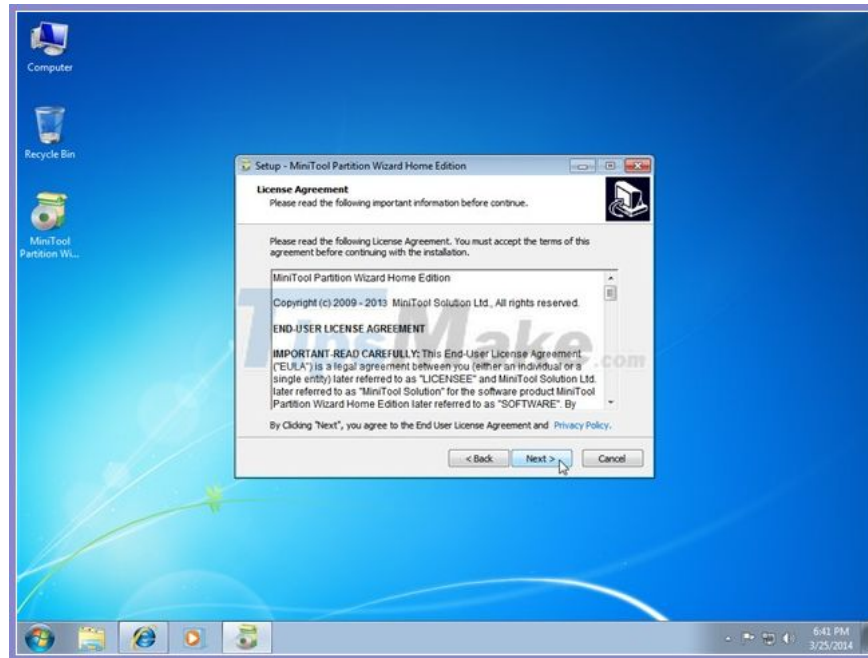 Computer
Recycle Bin
MiniTool
Partition Wi...
Setup - MiniTool Partition Wizard Home Edition
License Agreement
Please read the following important information before continue.
Please read the following License Agreement. You must accept the terms of this
agreement before continuing with the installation.
MiniTool Partition Wizard Home Edition
Copyright (c) 2009 - 2013 MiniTool Solution Ltd., All rights reserved.
END-USER LICENSE AGREEMENT
IMPORTANT-READ CAREFULLY: This End-User License Agreement
("EULA") is a legal agreement between you (either an individual or a
single entity) later referred to as "LICENSEE" and MiniTool Solution Ltd.
later referred to as "MiniTool Solution" for the software product MiniTool
Partition Wizard Home Edition later referred to as "SOFTWARE". By
By Clicking "Next", you agree to the End User License Agreement and Privacy Policy.
< Back Next > Cancel
TipsMake.com
6:41 PM
3/25/2014